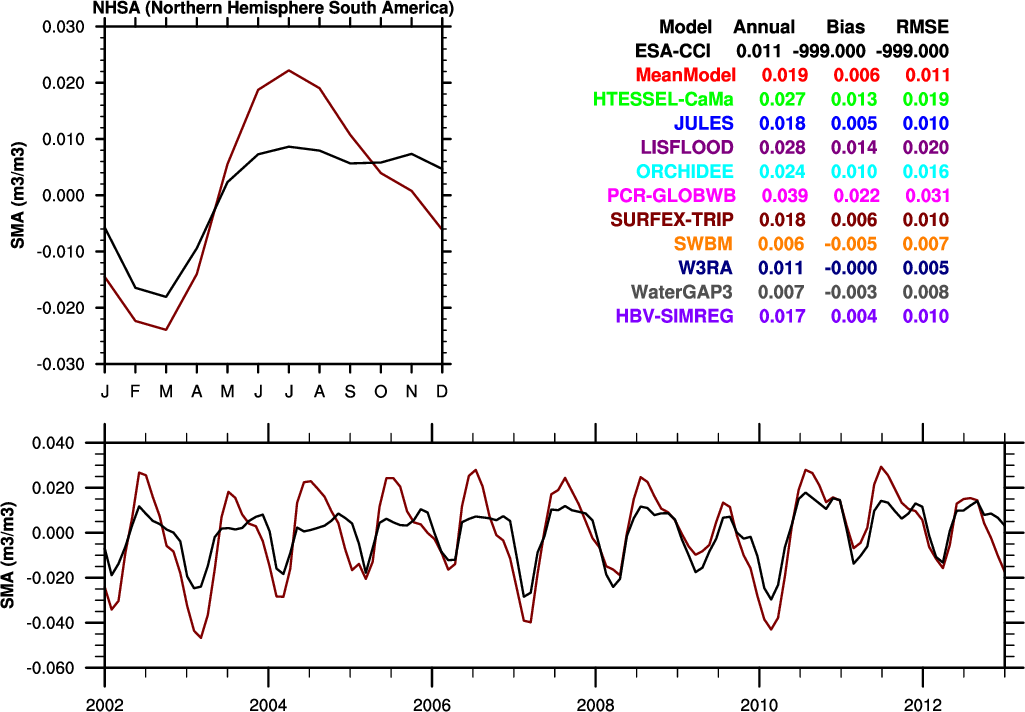 NHSA (Northern Hemisphere South America)
0.030
0.020
0.010
0.000
-0.010
-0.020
-0.030
SMA (m3/m3)
J F M A M J J A S O N D
Model Annual Bias RMSE
ESA-CCI 0.011 -999.000 -999.000
MeanModel 0.019 0.006 0.011
HTESSEL-CaMa 0.027 0.013 0.019
JULES 0.018 0.005 0.010
LISFLOOD 0.028 0.014 0.020
ORCHIDEE 0.024 0.010 0.016
PCR-GLOBWB 0.039 0.022 0.031
SURFEX-TRIP 0.018 0.006 0.010
SWBM 0.006 -0.005 0.007
W3RA 0.011 -0.000 0.005
WaterGAP3 0.007 -0.003 0.008
HBV-SIMREG 0.017 0.004 0.010
0.040
0.020
0.000
-0.020
-0.040
-0.060
SMA (m3/m3)
2002 2004 2006 2008 2010 2012